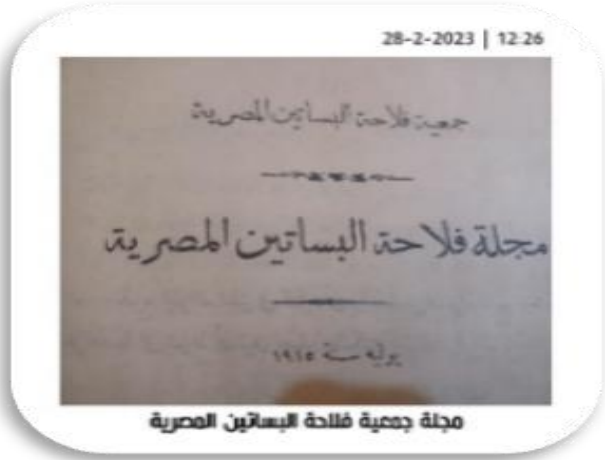 28-2-2023 | 12:26
جمعية فلاحة البساتين المصرية
مجلة فلاحة البساتين المصرية
يوليه سنة ١٩١٥
مجلة جمعية فلاحة البساتين المصرية